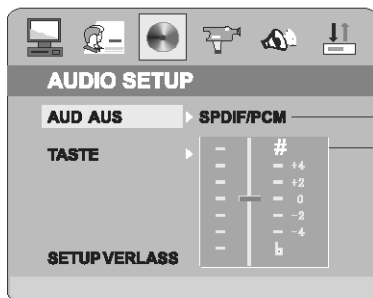 AUDIO SETUP
AUD AUS SPDIF/PCM
TASTE
#
+4
+2
0
-2
-4
b
SETUP VERLASS